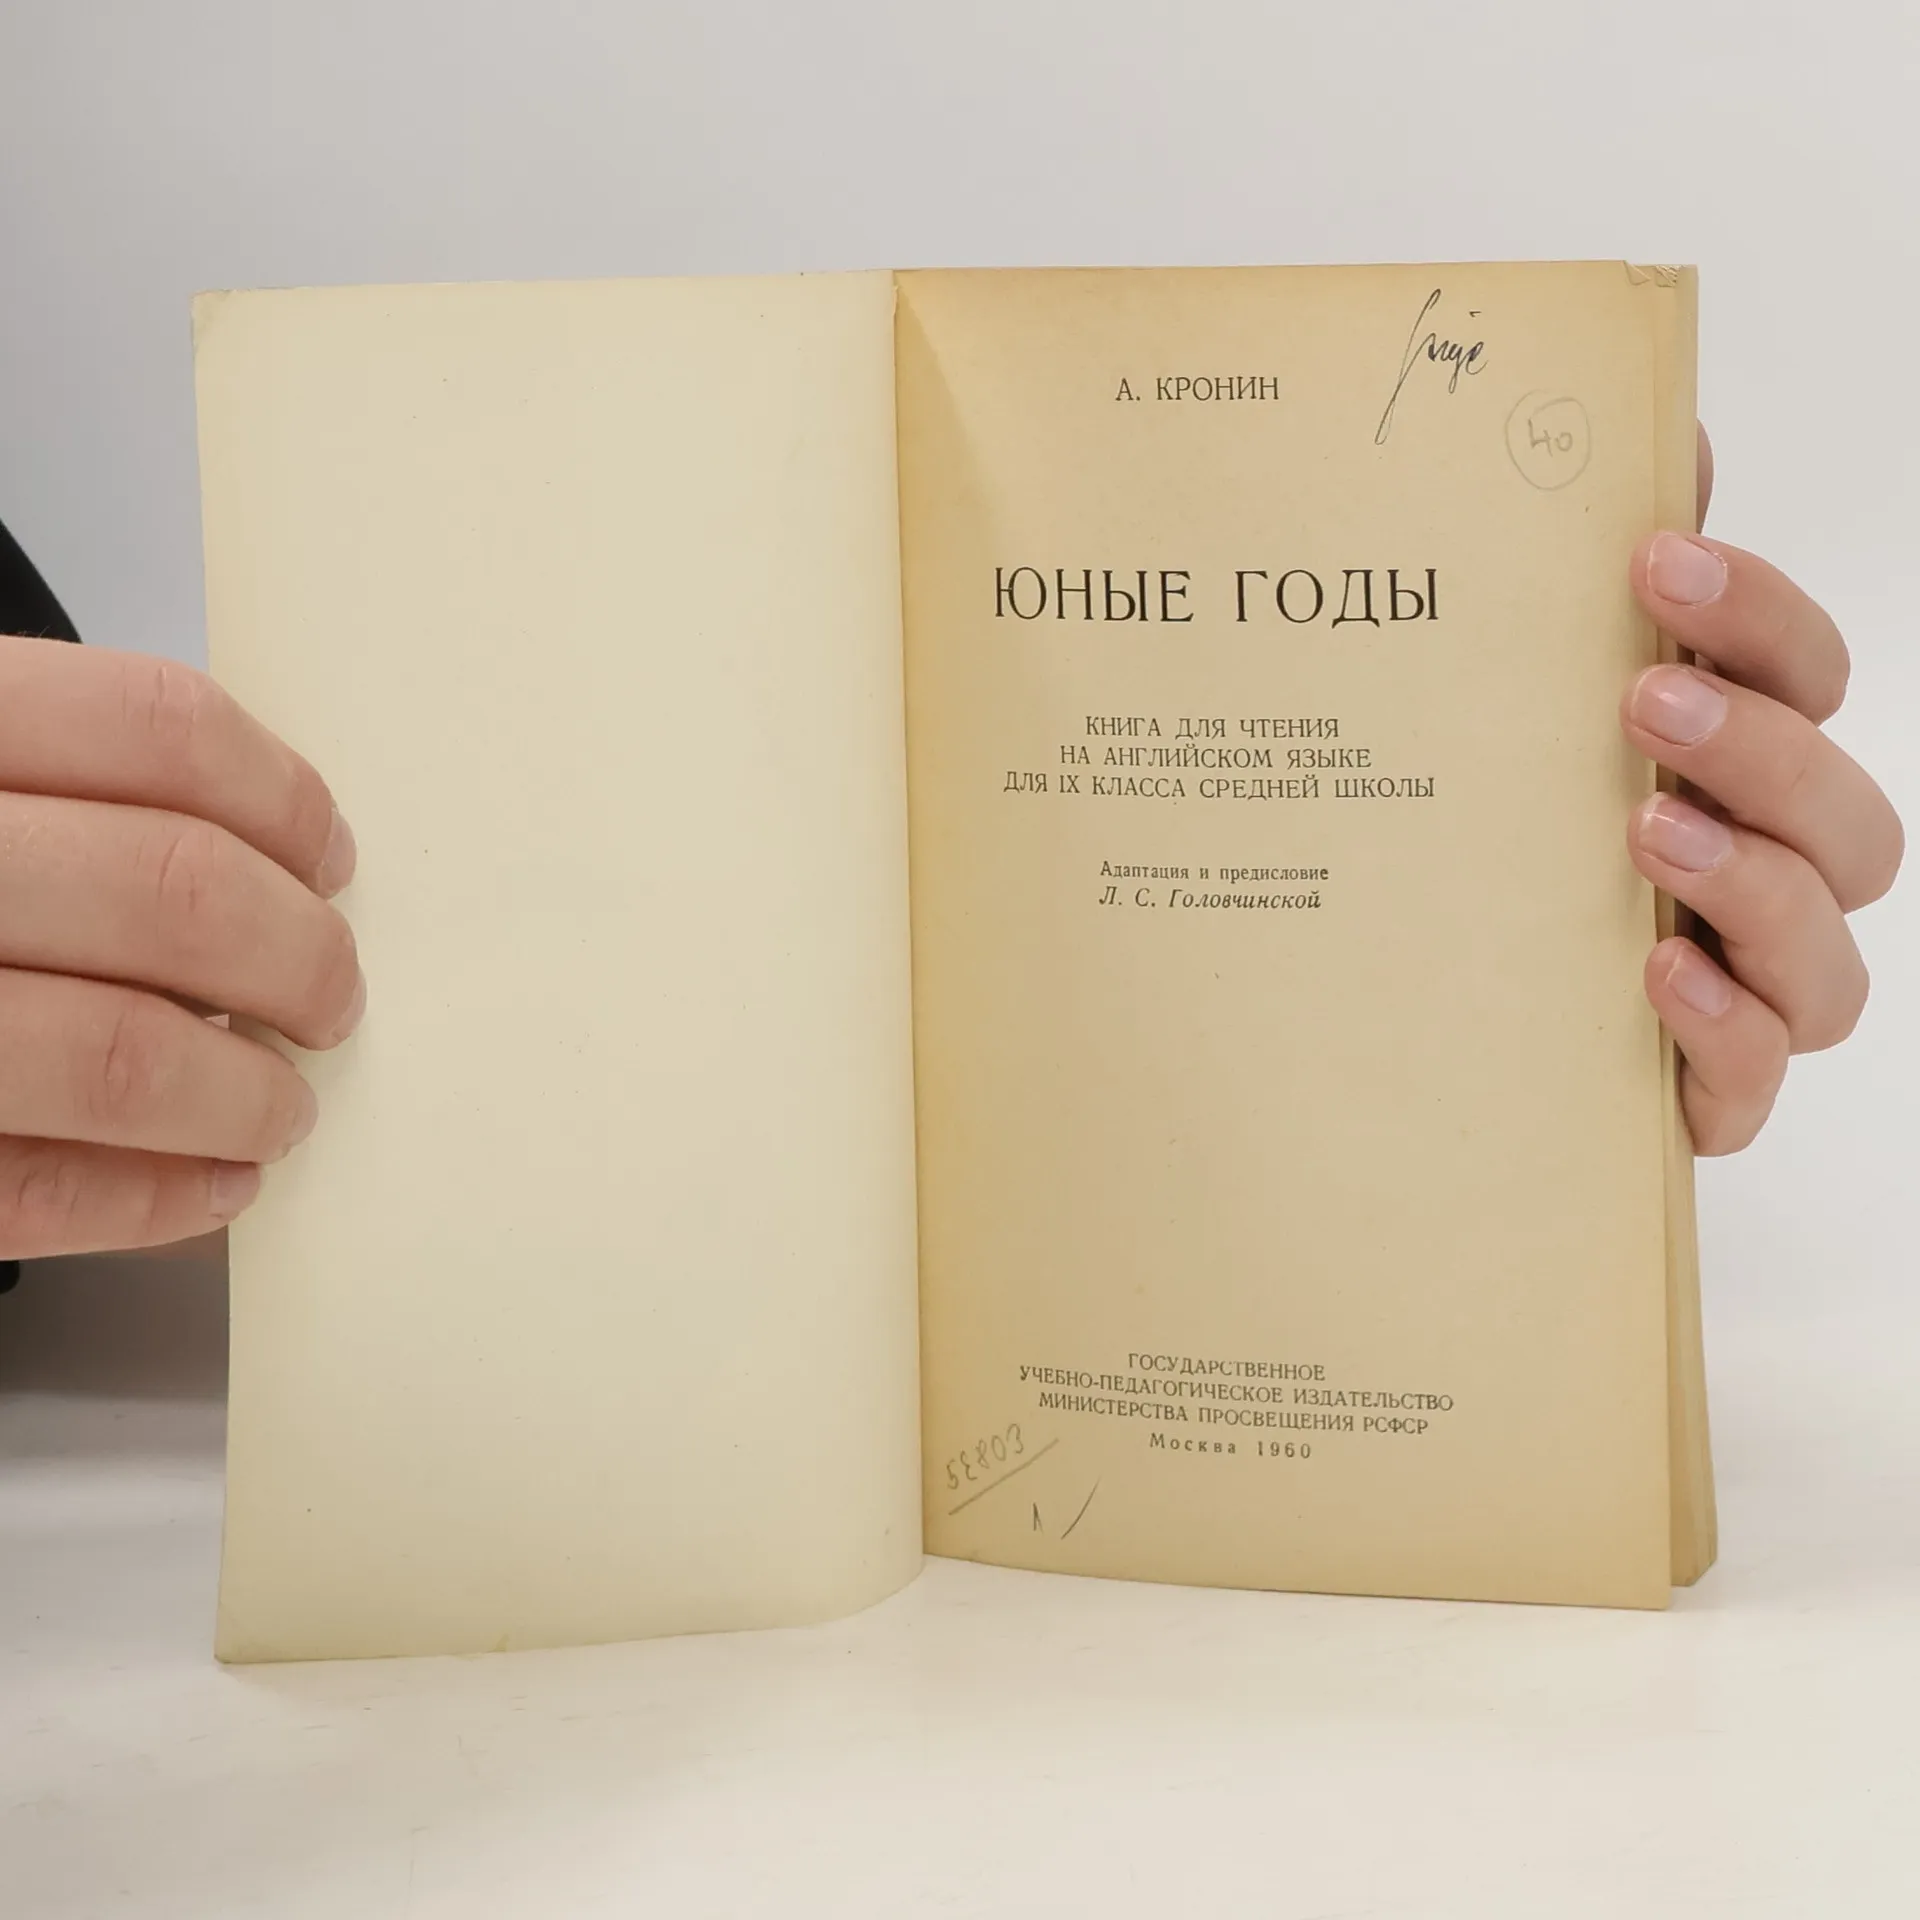 А. КРОНИН
40
ЮНЫЕ ГОДЫ
КНИГА ДЛЯ ЧТЕНИЯ
НА АНГЛИЙСКОМ ЯЗЫКЕ
ДЛЯ IX КЛАССА СРЕДНЕЙ ШКОЛЫ
Адаптация и предисловие
Л. С. Головчинской
ГОСУДАРСТВЕННОЕ
УЧЕБНО-ПЕДАГОГИЧЕСКОЕ ИЗДАТЕЛЬСТВО
МИНИСТЕРСТВА ПРОСВЕЩЕНИЯ РСФСР
Москва 1960